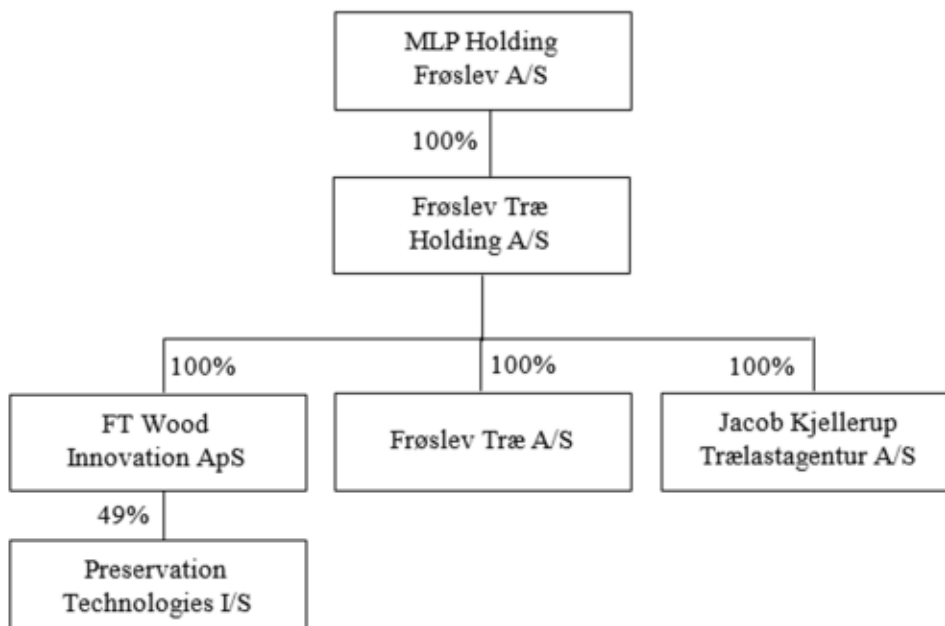 MLP Holding
Frøslev A/S
100%
Frøslev Træ
Holding A/S
100%
100%
100%
FT Wood
Innovation ApS
Frøslev Træ A/S
Jacob Kjellerup
Trælastagentur A/S
49%
Preservation
Technologies I/S